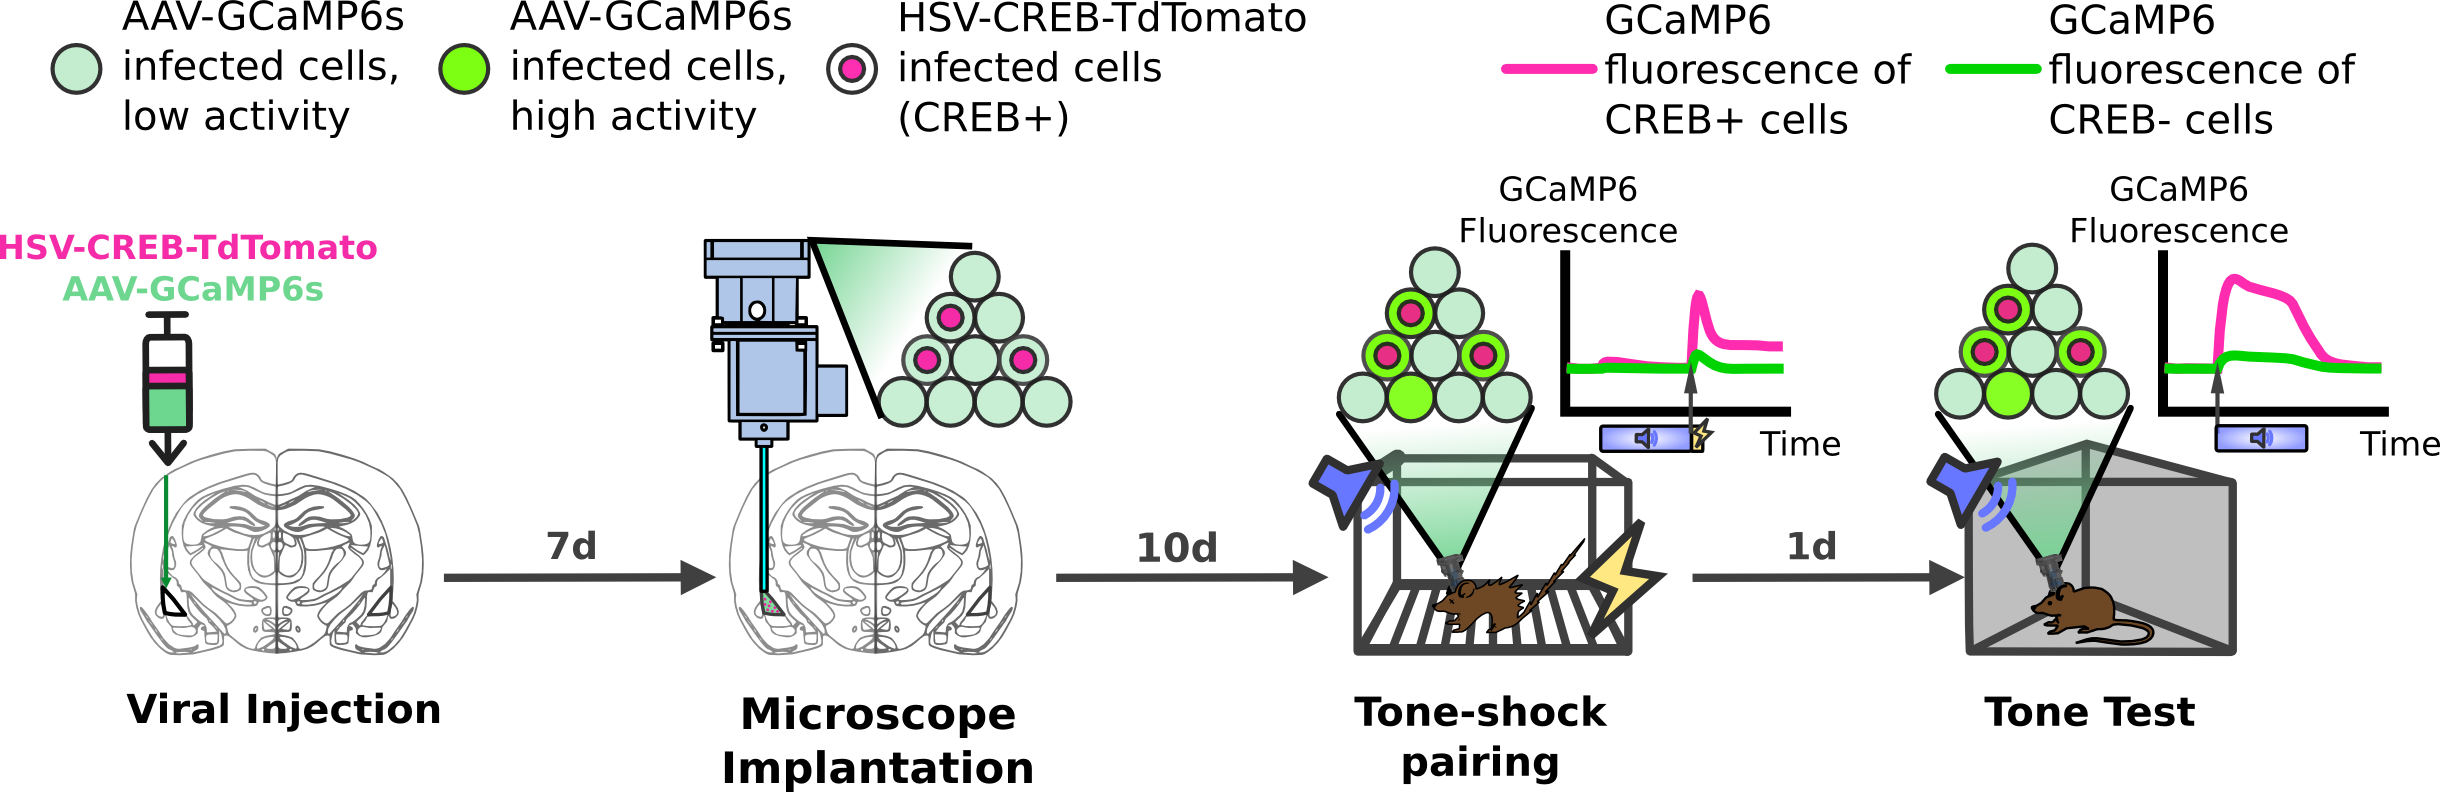 AAV-GCaMP6s
infected cells,
low activity
AAV-GCaMP6s
infected cells,
high activity
HSV-CREB-TdTomato
infected cells
(CREB+)
GCaMP6
fluorescence of
CREB+ cells
GCaMP6
fluorescence of
CREB- cells
HSV-CREB-TdTomato
AAV-GCaMP6s
GCaMP6
Fluorescence
Time
GCaMP6
Fluorescence
Time
7d
10d
1d
Viral Injection
Microscope
Implantation
Tone-shock
pairing
Tone Test